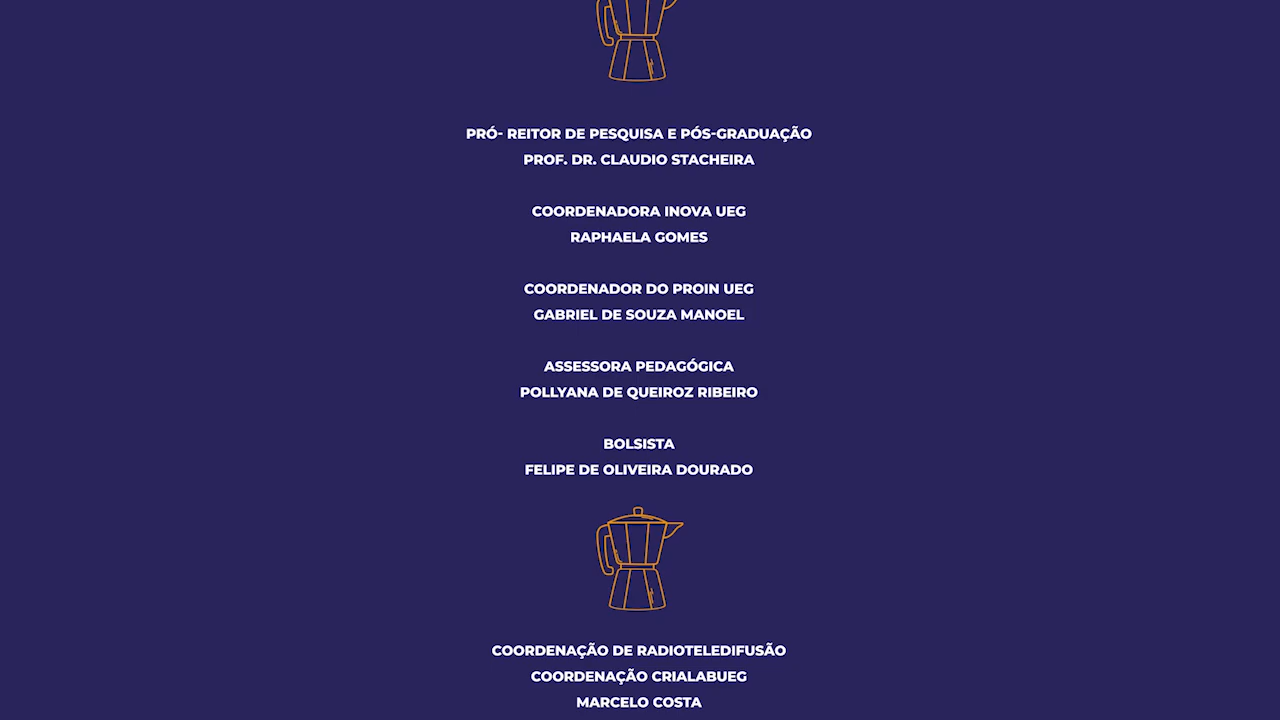 PRÓ- REITOR DE PESQUISA E PÓS-GRADUAÇÃO
PROF. DR. CLAUDIO STACHEIRA
COORDENADORA INOVA UEG
RAPHAELA GOMES
COORDENADOR DO PROIN UEG
GABRIEL DE SOUZA MANOEL
ASSESSORA PEDAGÓGICA
POLLYANA DE QUEIROZ RIBEIRO
BOLSISTA
FELIPE DE OLIVEIRA DOURADO
COORDENAÇÃO DE RADIOTELEDIFUSÃO
COORDENAÇÃO CRIALABUEG
MARCELO COSTA